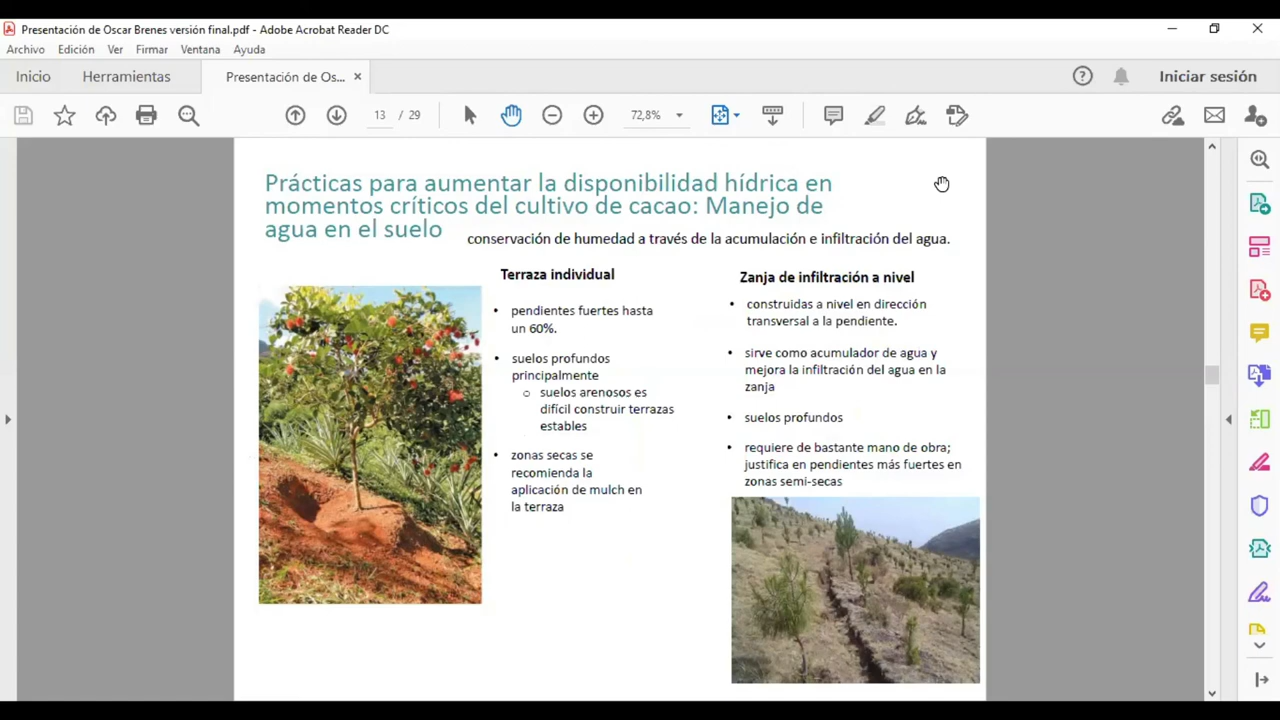 Presentación de Oscar Brenes versión final.pdf - Adobe Acrobat Reader DC
Archivo Edición Ver Firmar Ventana Ayuda
Inicio Herramientas Presentación de Os... × Iniciar sesión
13 / 29 72,8%
Prácticas para aumentar la disponibilidad hídrica en
momentos críticos del cultivo de cacao: Manejo de
agua en el suelo
conservación de humedad a través de la acumulación e infiltración del agua.
Terraza individual
• pendientes fuertes hasta
un 60%.
• suelos profundos
principalmente
o suelos arenosos es
difícil construir terrazas
estables
• zonas secas se
recomienda la
aplicación de mulch en
la terraza
Zanja de infiltración a nivel
• construidas a nivel en dirección
transversal a la pendiente.
• sirve como acumulador de agua y
mejora la infiltración del agua en la
zanja
• suelos profundos
• requiere de bastante mano de obra;
justifica en pendientes más fuertes en
zonas semi-secas